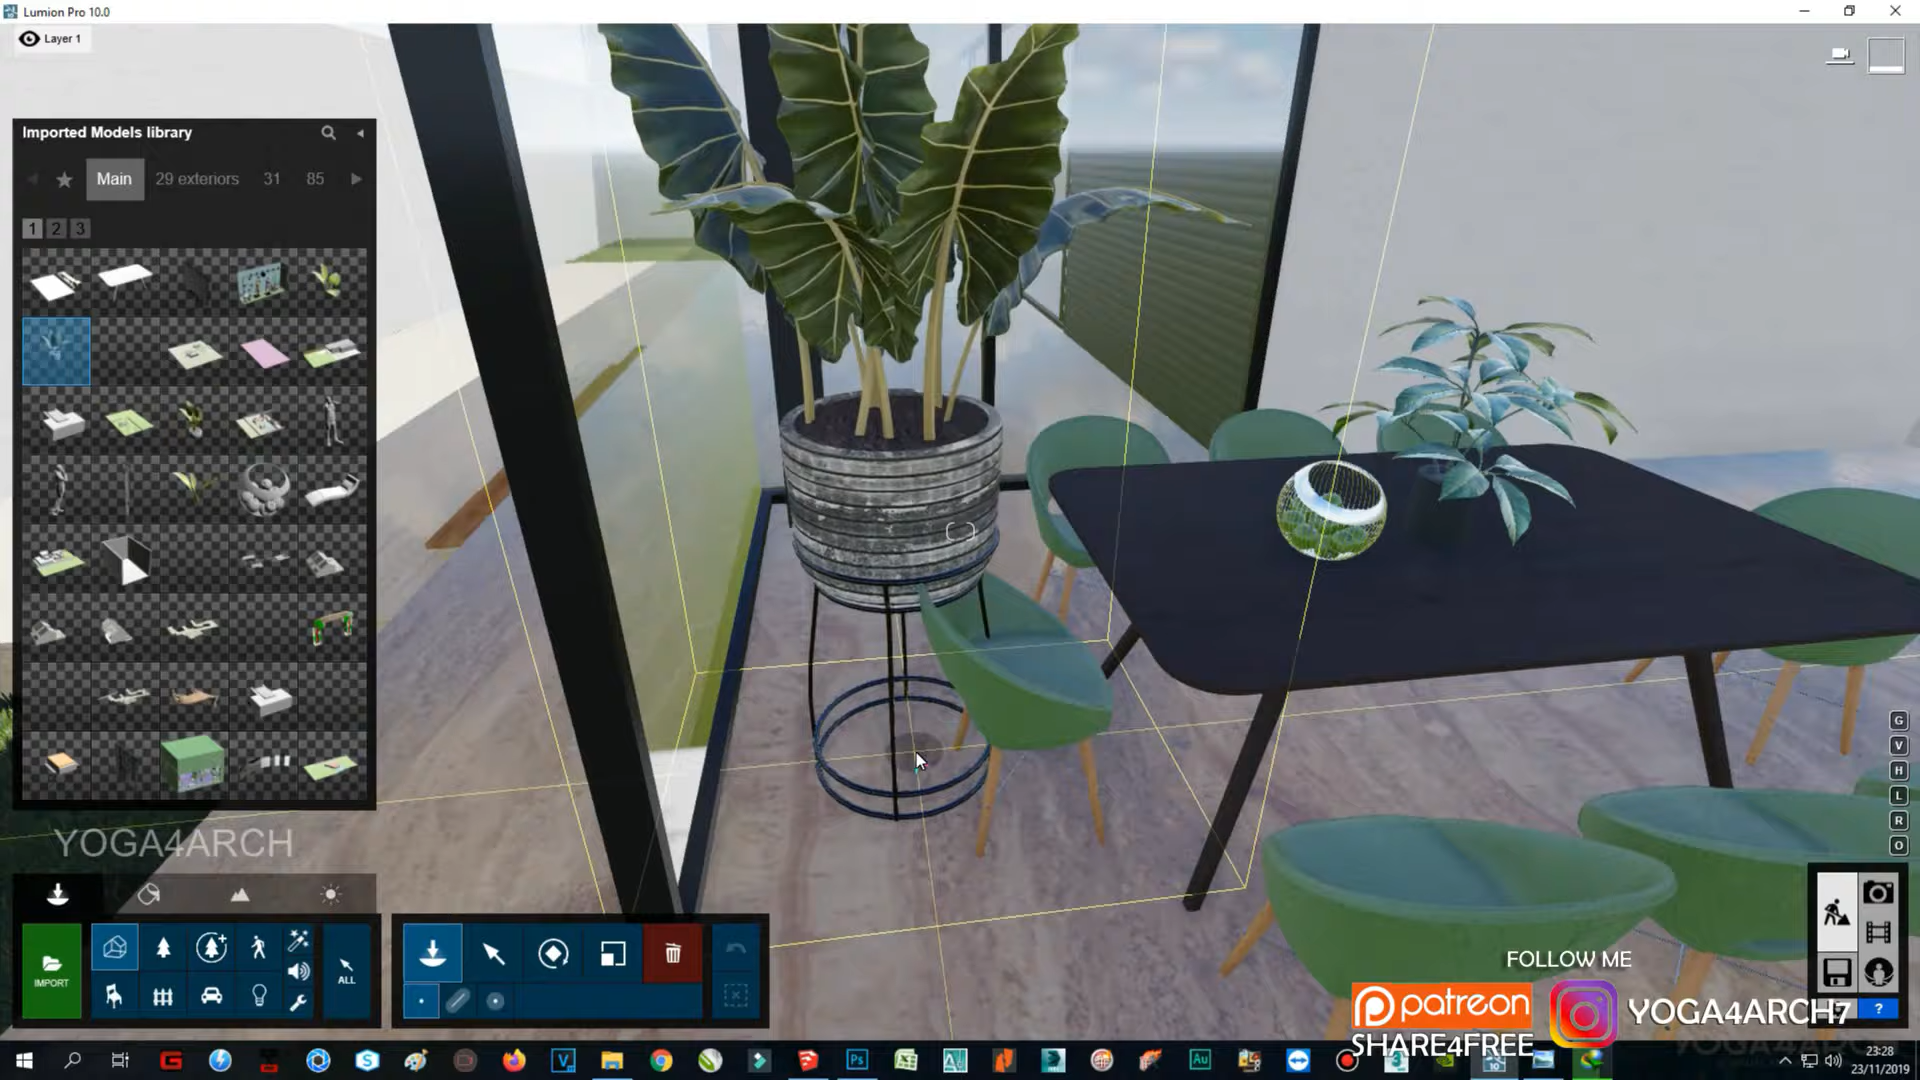 Lumion Pro 10.0
Layer 1
Imported Models library
Main 29 exteriors 31 85
1 2 3
YOGA4ARCH
IMPORT
ALL
G
V
H
L
R
O
?
FOLLOW ME
patreon
SHARE4FREE
YOGA4ARCH7
23:28
23/11/2019